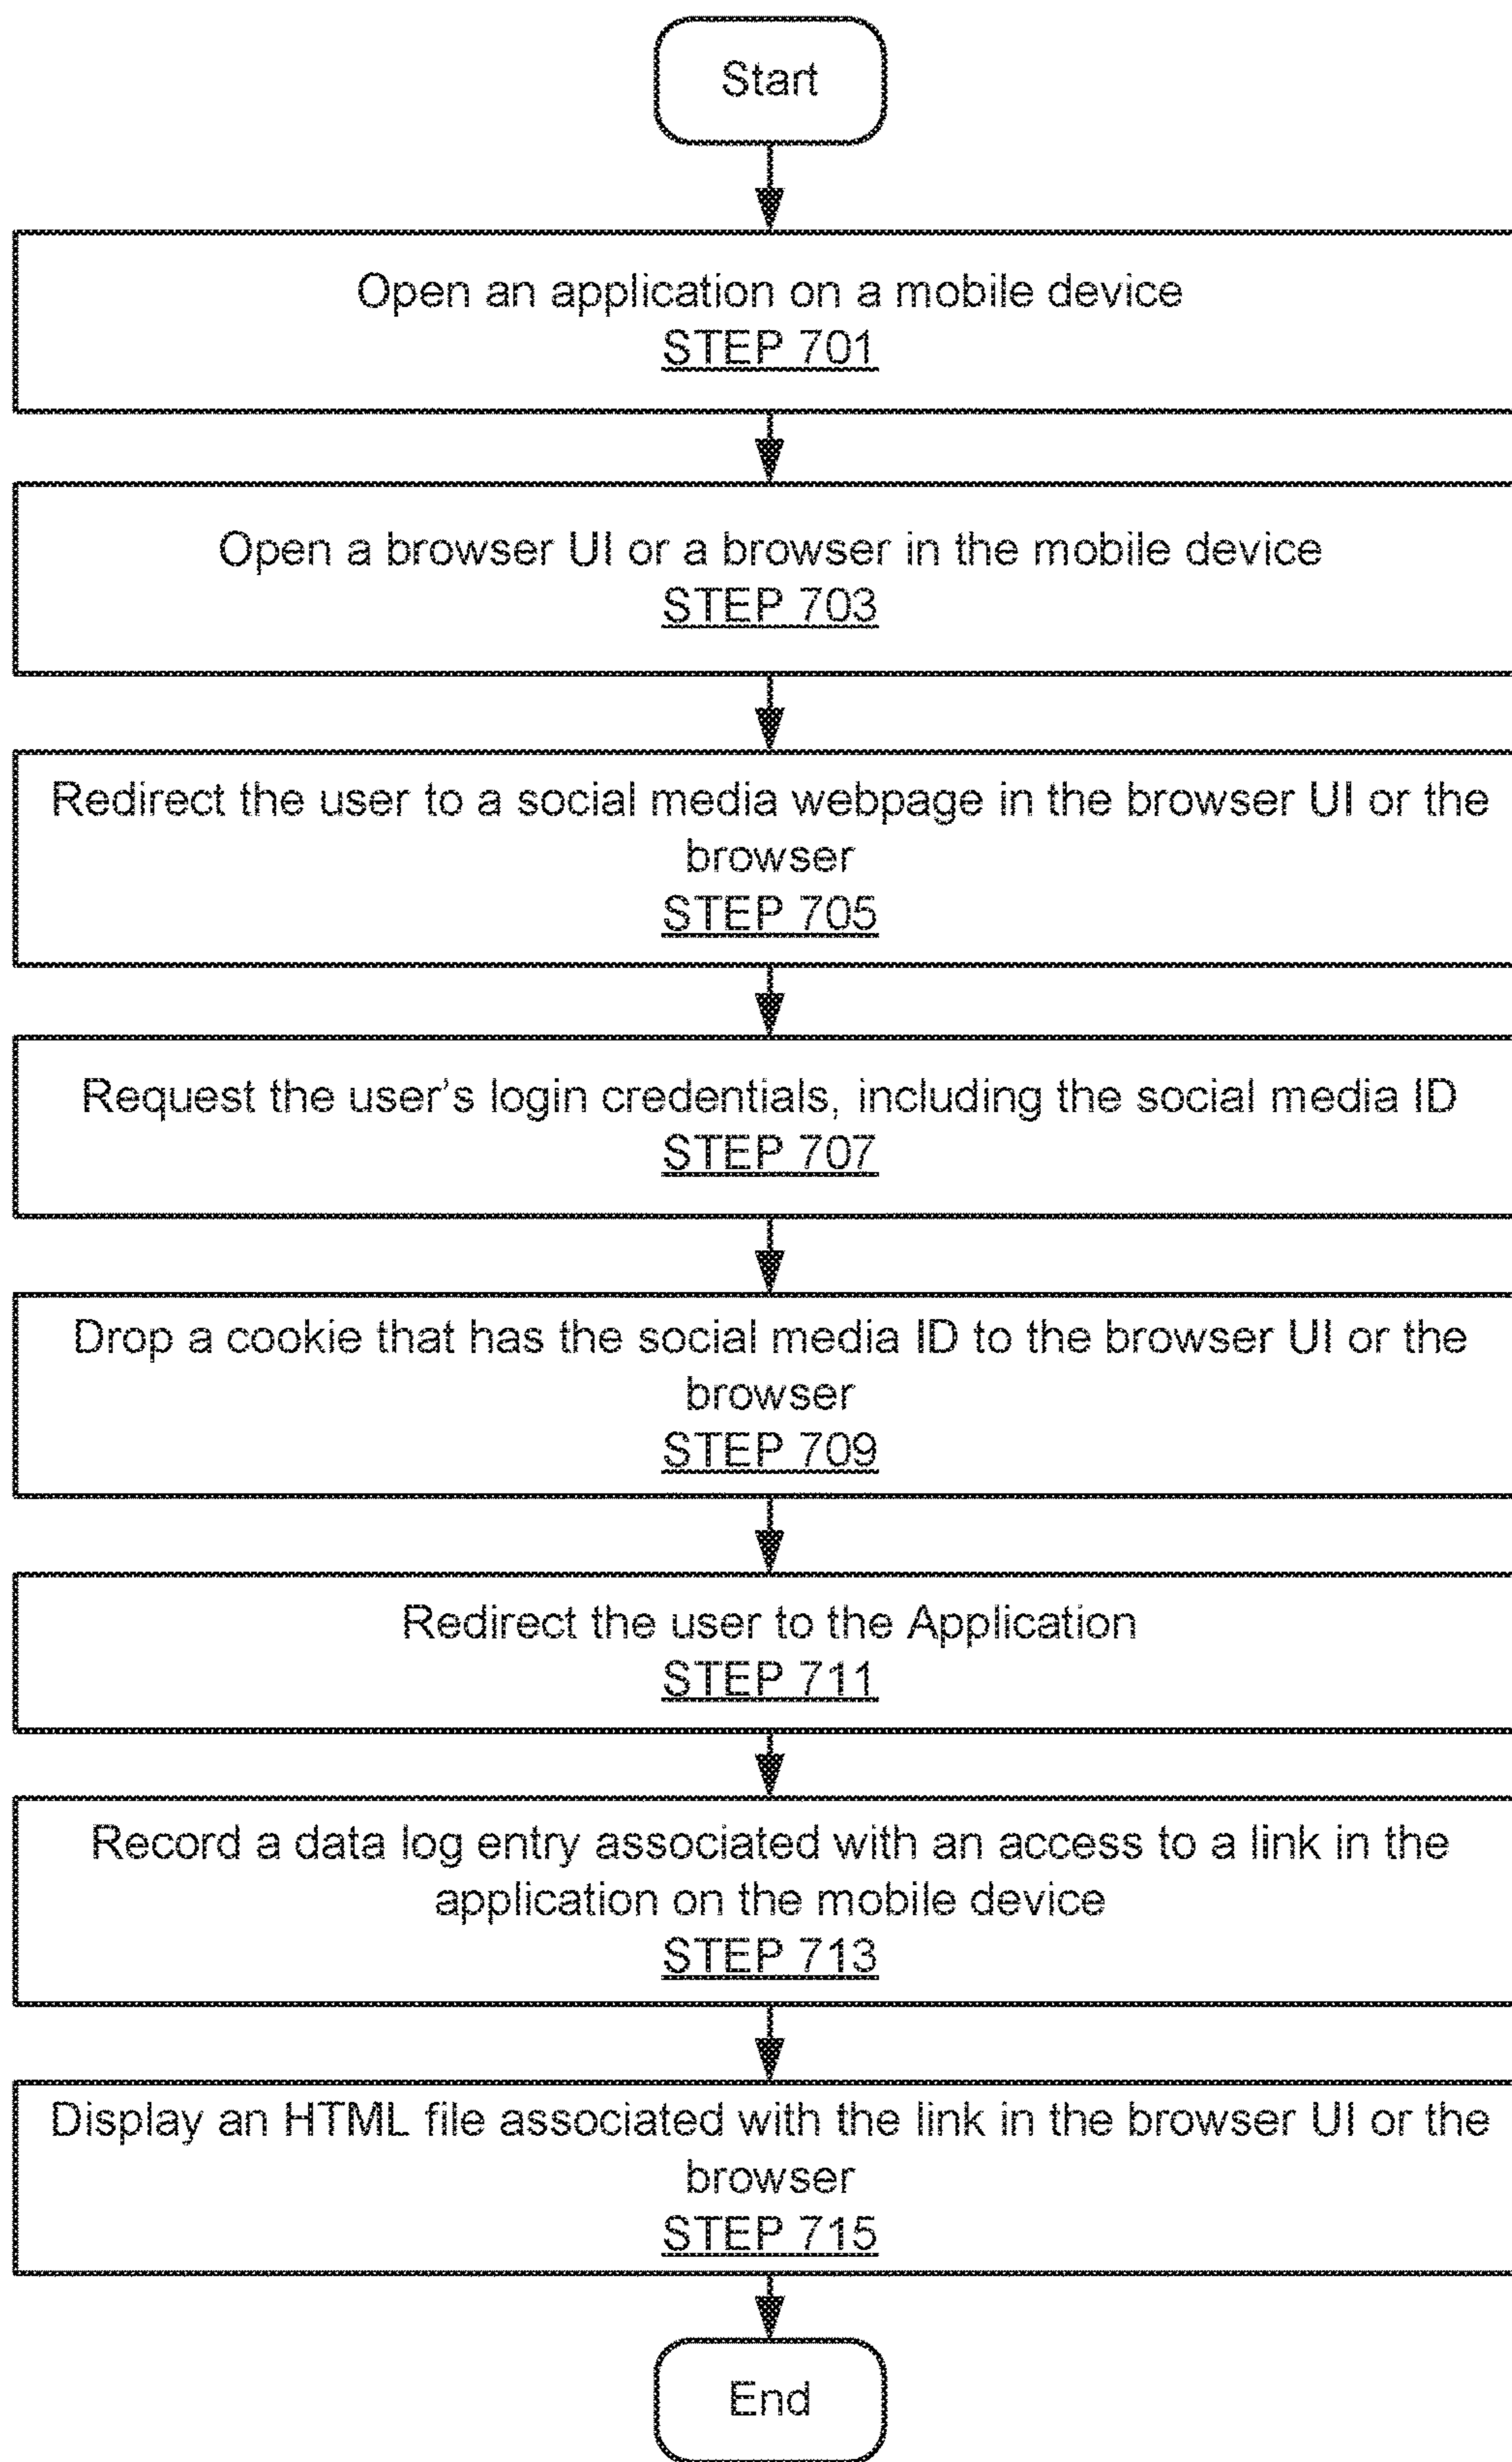 Start
Open an application on a mobile device
STEP 701
Open a browser UI or a browser in the mobile device
STEP 703
Redirect the user to a social media webpage in the browser UI or the
browser
STEP 705
Request the user's login credentials, including the social media ID
STEP 707
Drop a cookie that has the social media ID to the browser UI or the
browser
STEP 709
Redirect the user to the Application
STEP 711
Record a data log entry associated with an access to a link in the
application on the mobile device
STEP 713
Display an HTML file associated with the link in the browser UI or the
browser
STEP 715
End